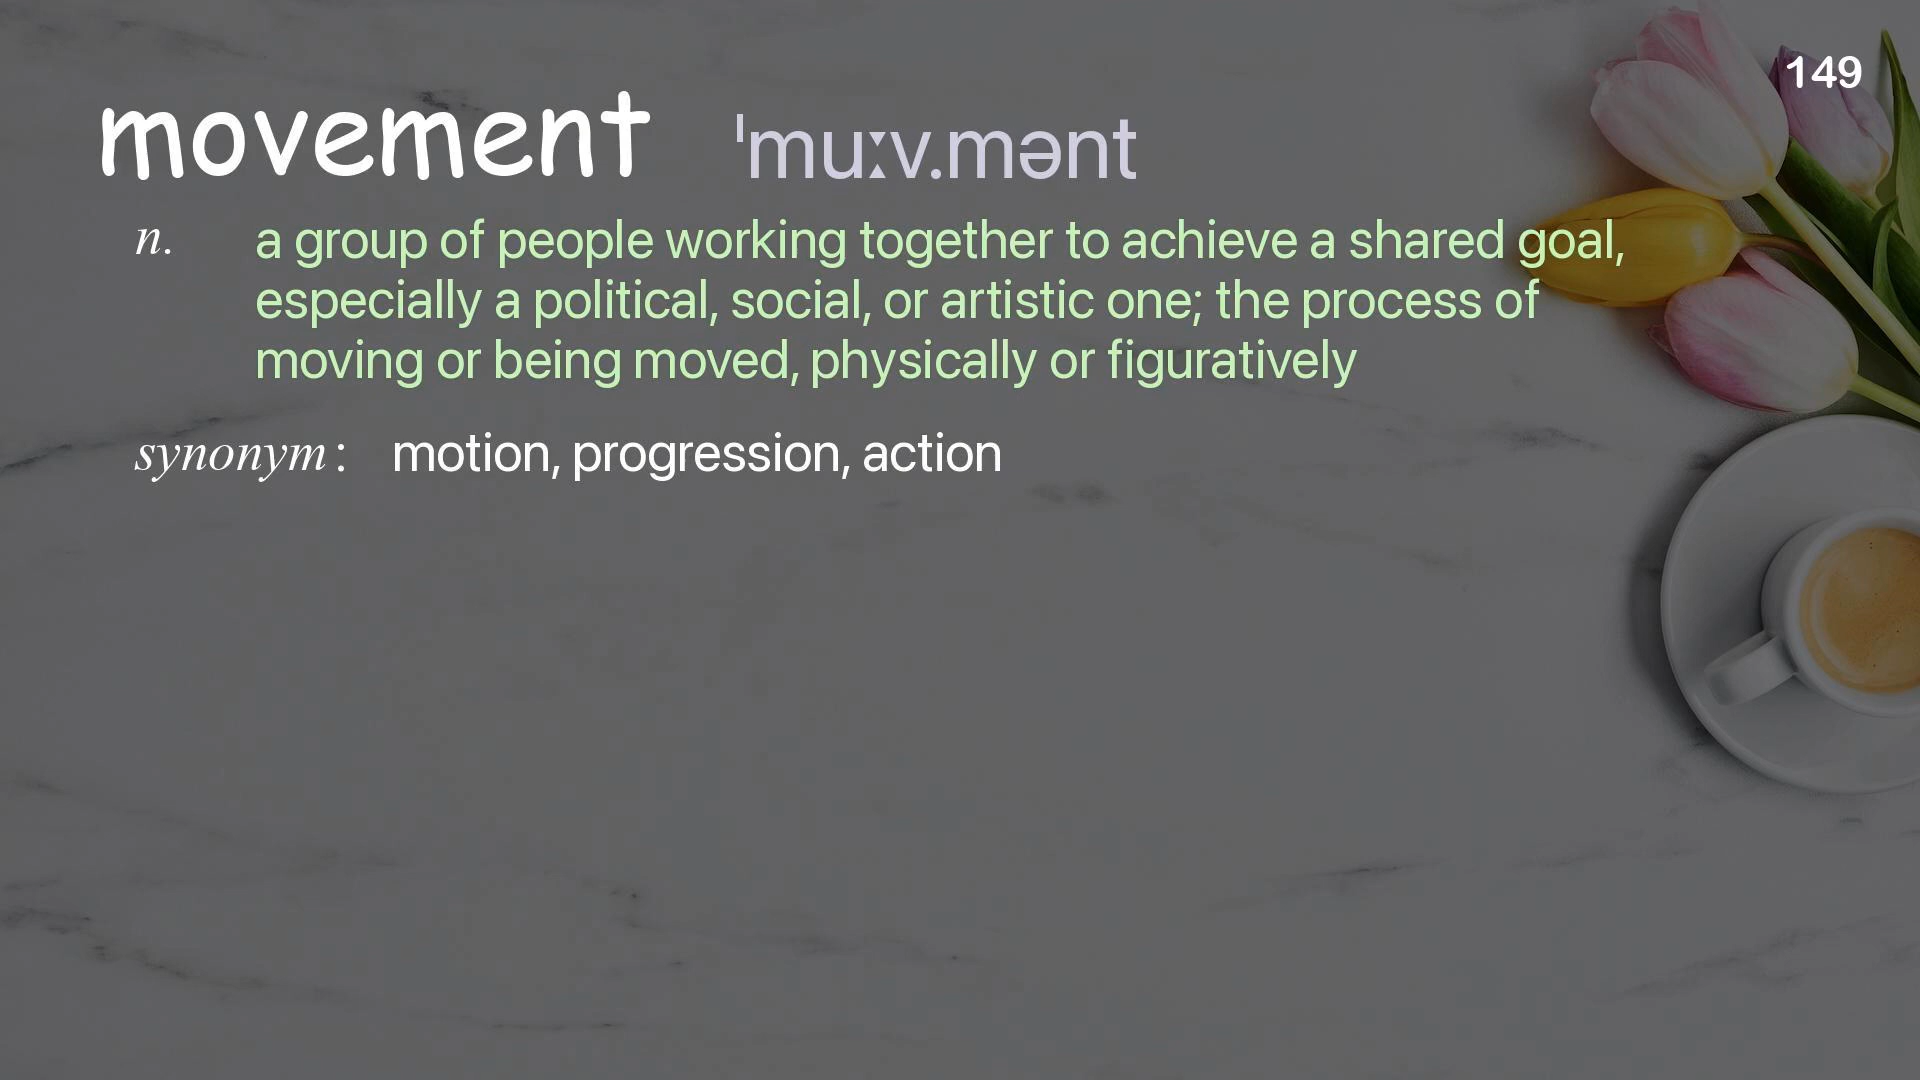 149
movement ˈmuːv.mənt
n. a group of people working together to achieve a shared goal,
especially a political, social, or artistic one; the process of
moving or being moved, physically or figuratively
synonym: motion, progression, action